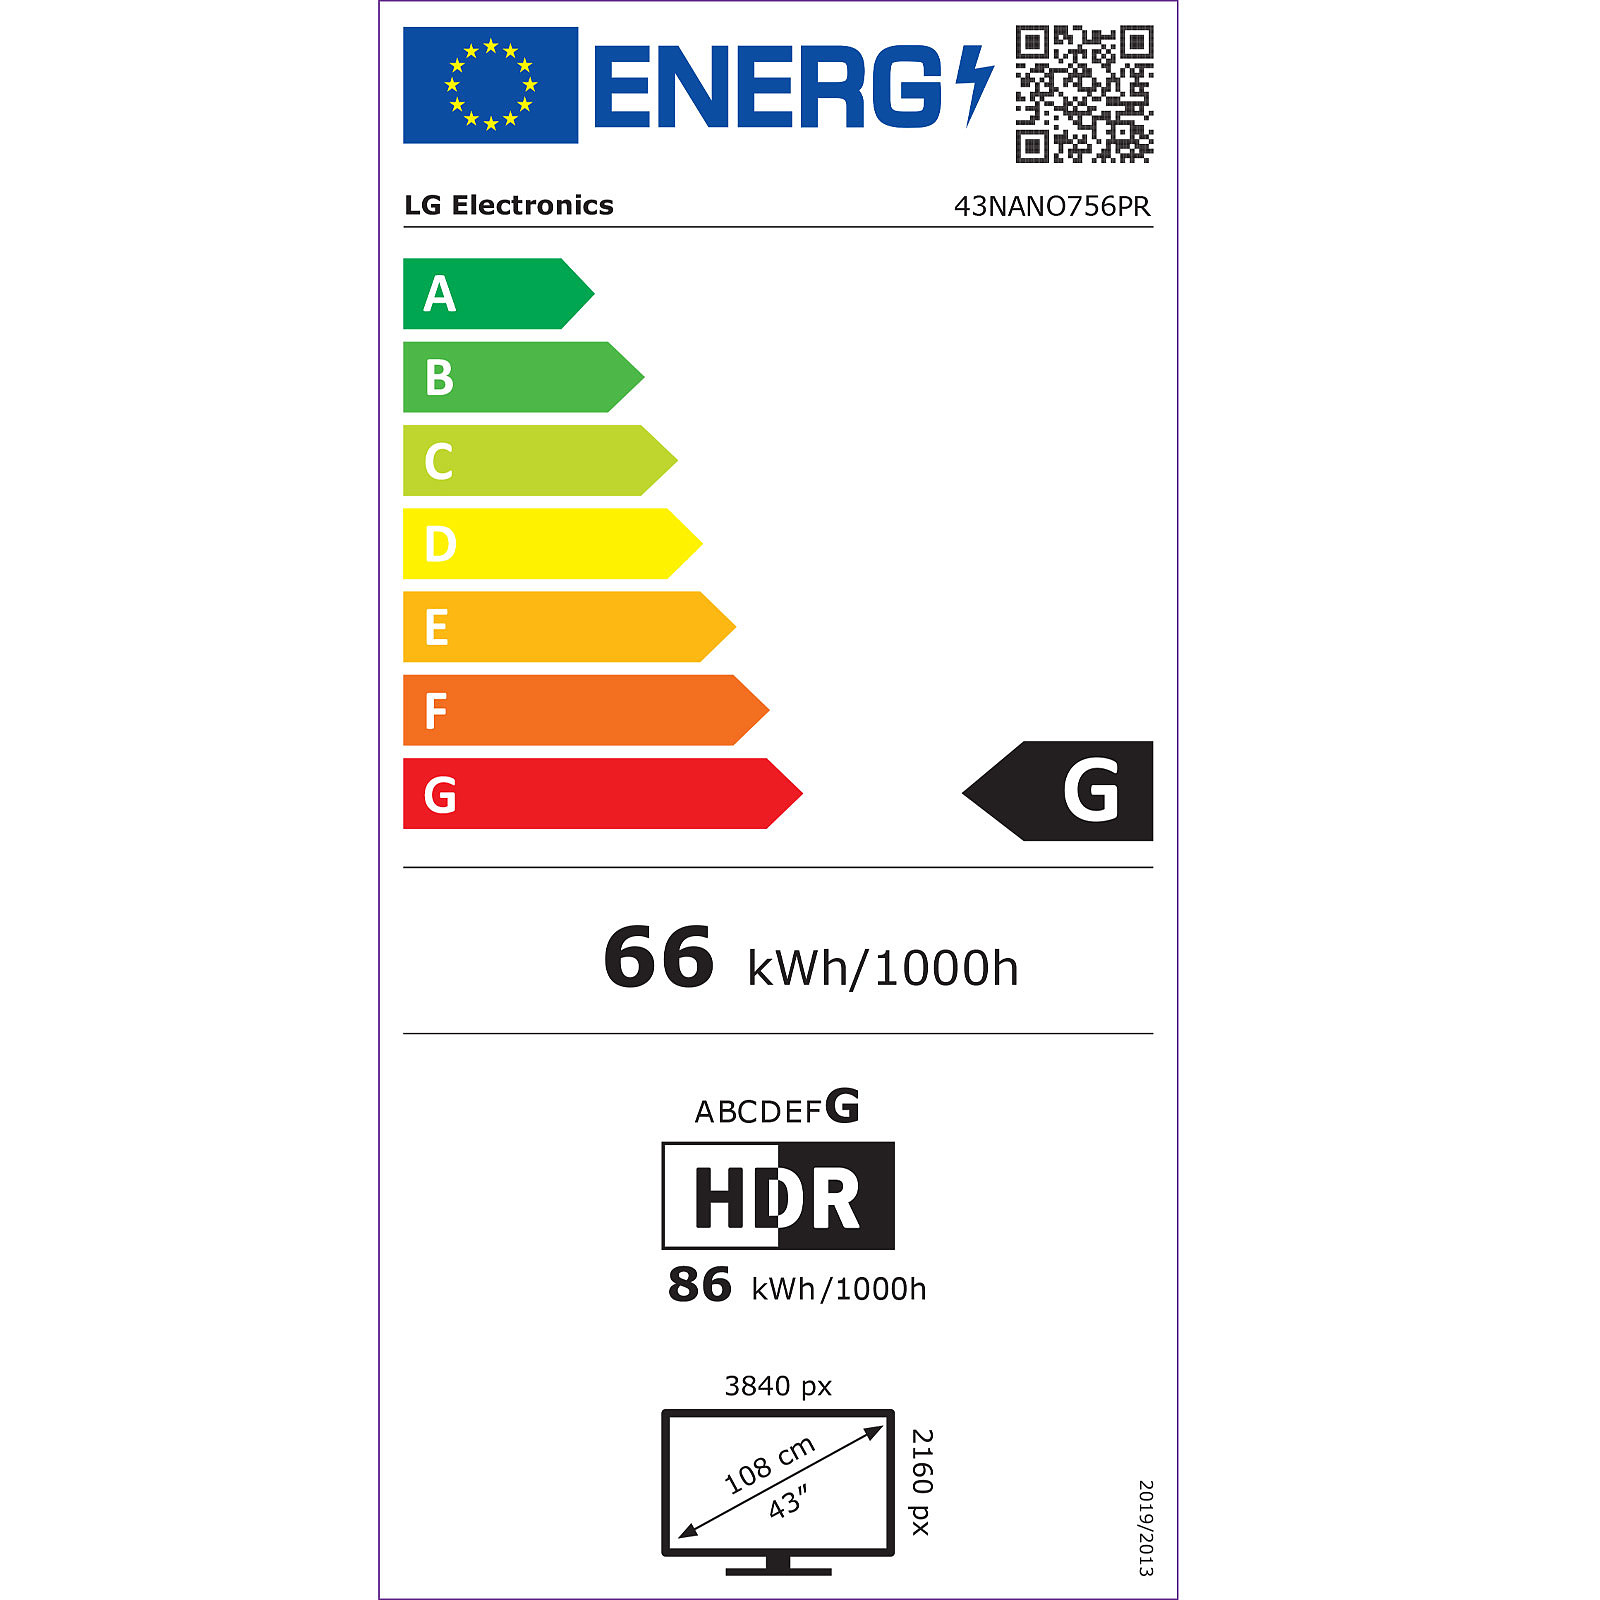 ENERG
LG Electronics 43NANO756PR
A
B
C
D
E
F
G
G
66 kWh/1000h
ABCDEFG
HDR
86 kWh/1000h
3840 px
108 cm
43"
2160 px
2019/2013